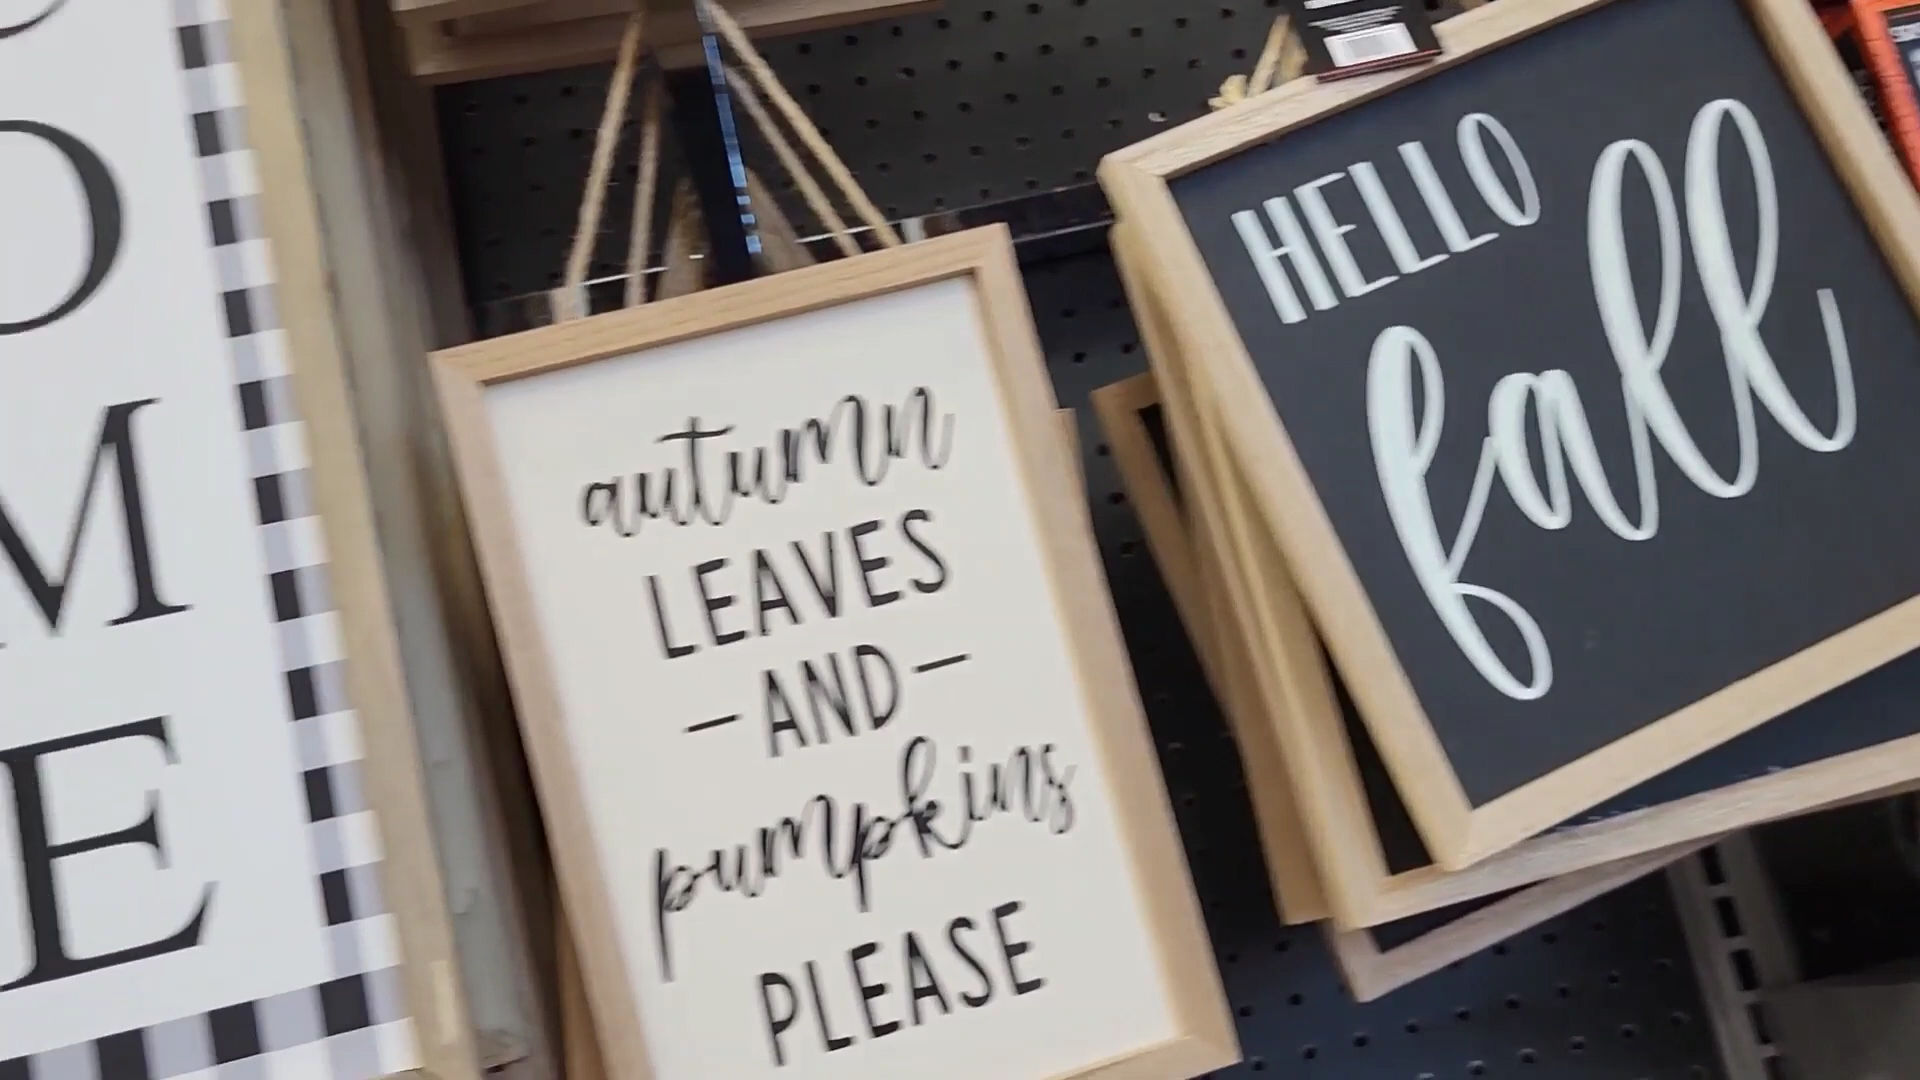 O
M
E
autumn
LEAVES
- AND -
pumpkins
PLEASE
HELLO
fall